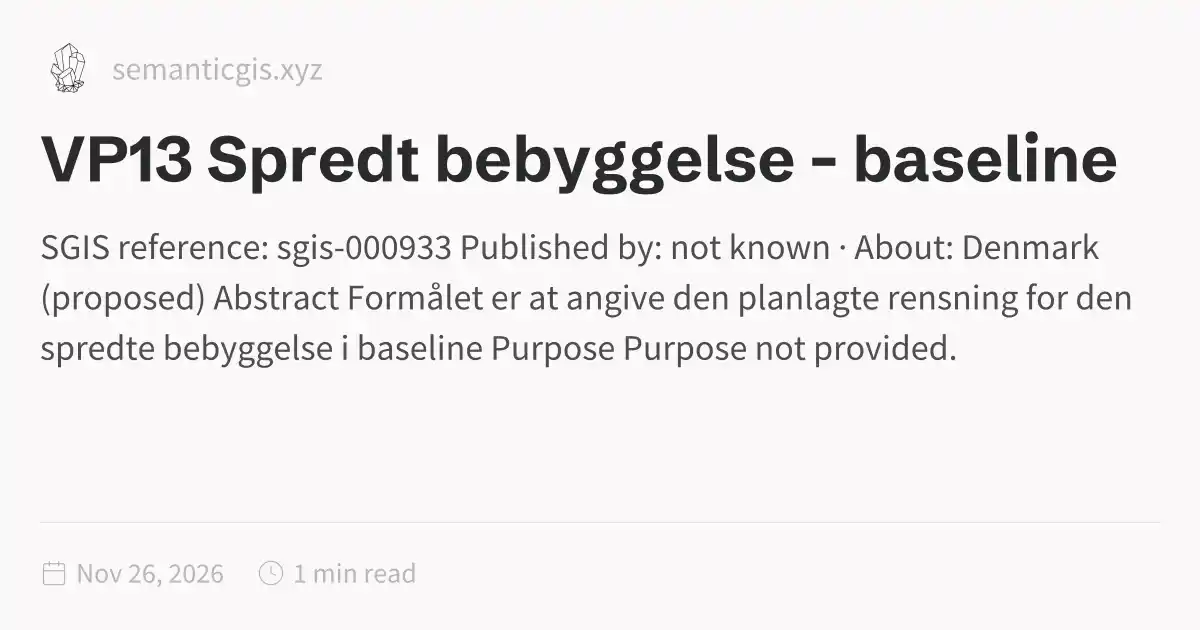 semanticgis.xyz
VP13 Spredt bebyggelse - baseline
SGIS reference: sgis-000933 Published by: not known · About: Denmark
(proposed) Abstract Formålet er at angive den planlagte rensning for den
spredte bebyggelse i baseline Purpose Purpose not provided.
Nov 26, 2026 1 min read